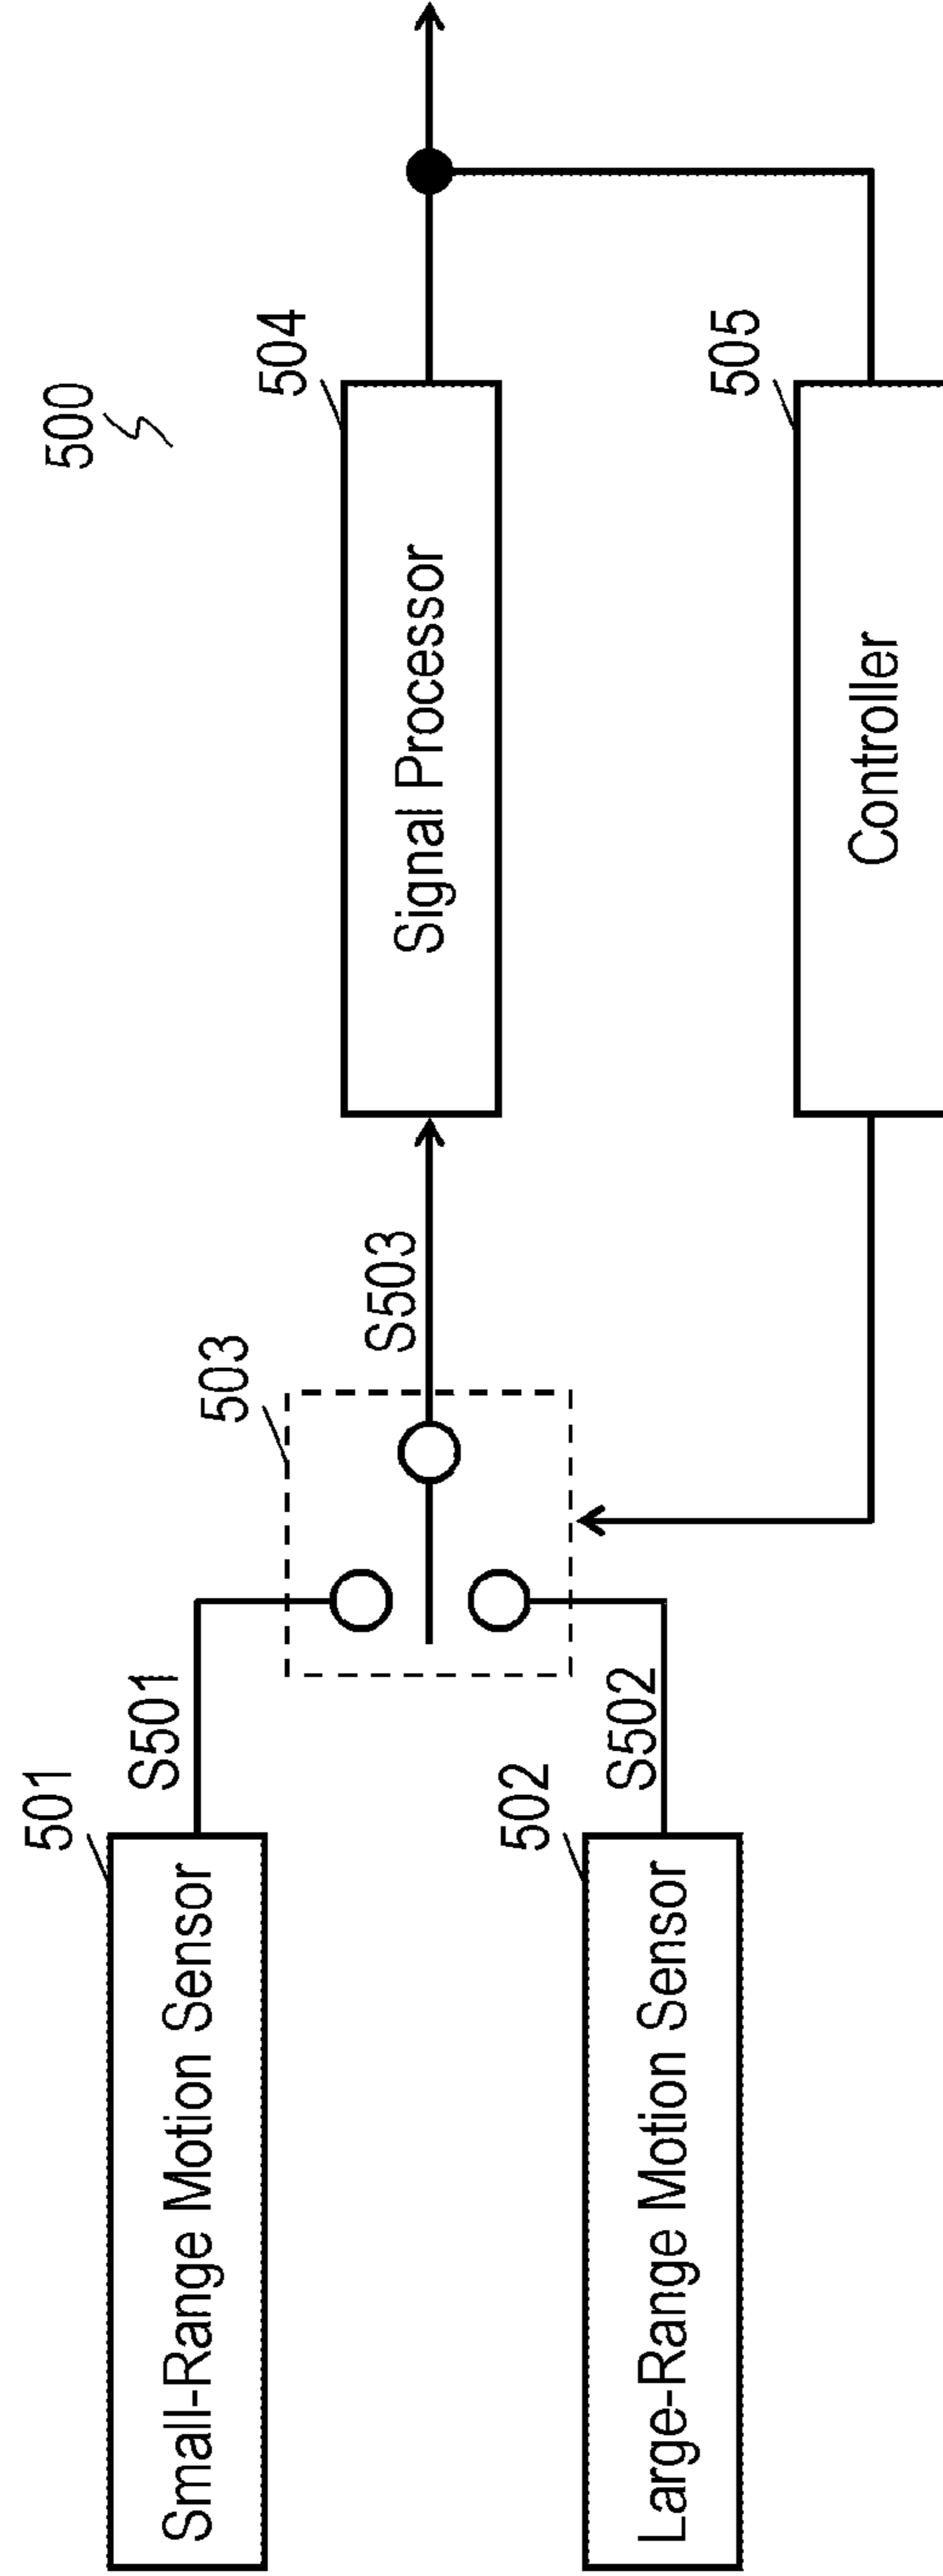 500
501
Small-Range Motion Sensor
S501
503
S503
504
Signal Processor
502
Large-Range Motion Sensor
S502
505
Controller